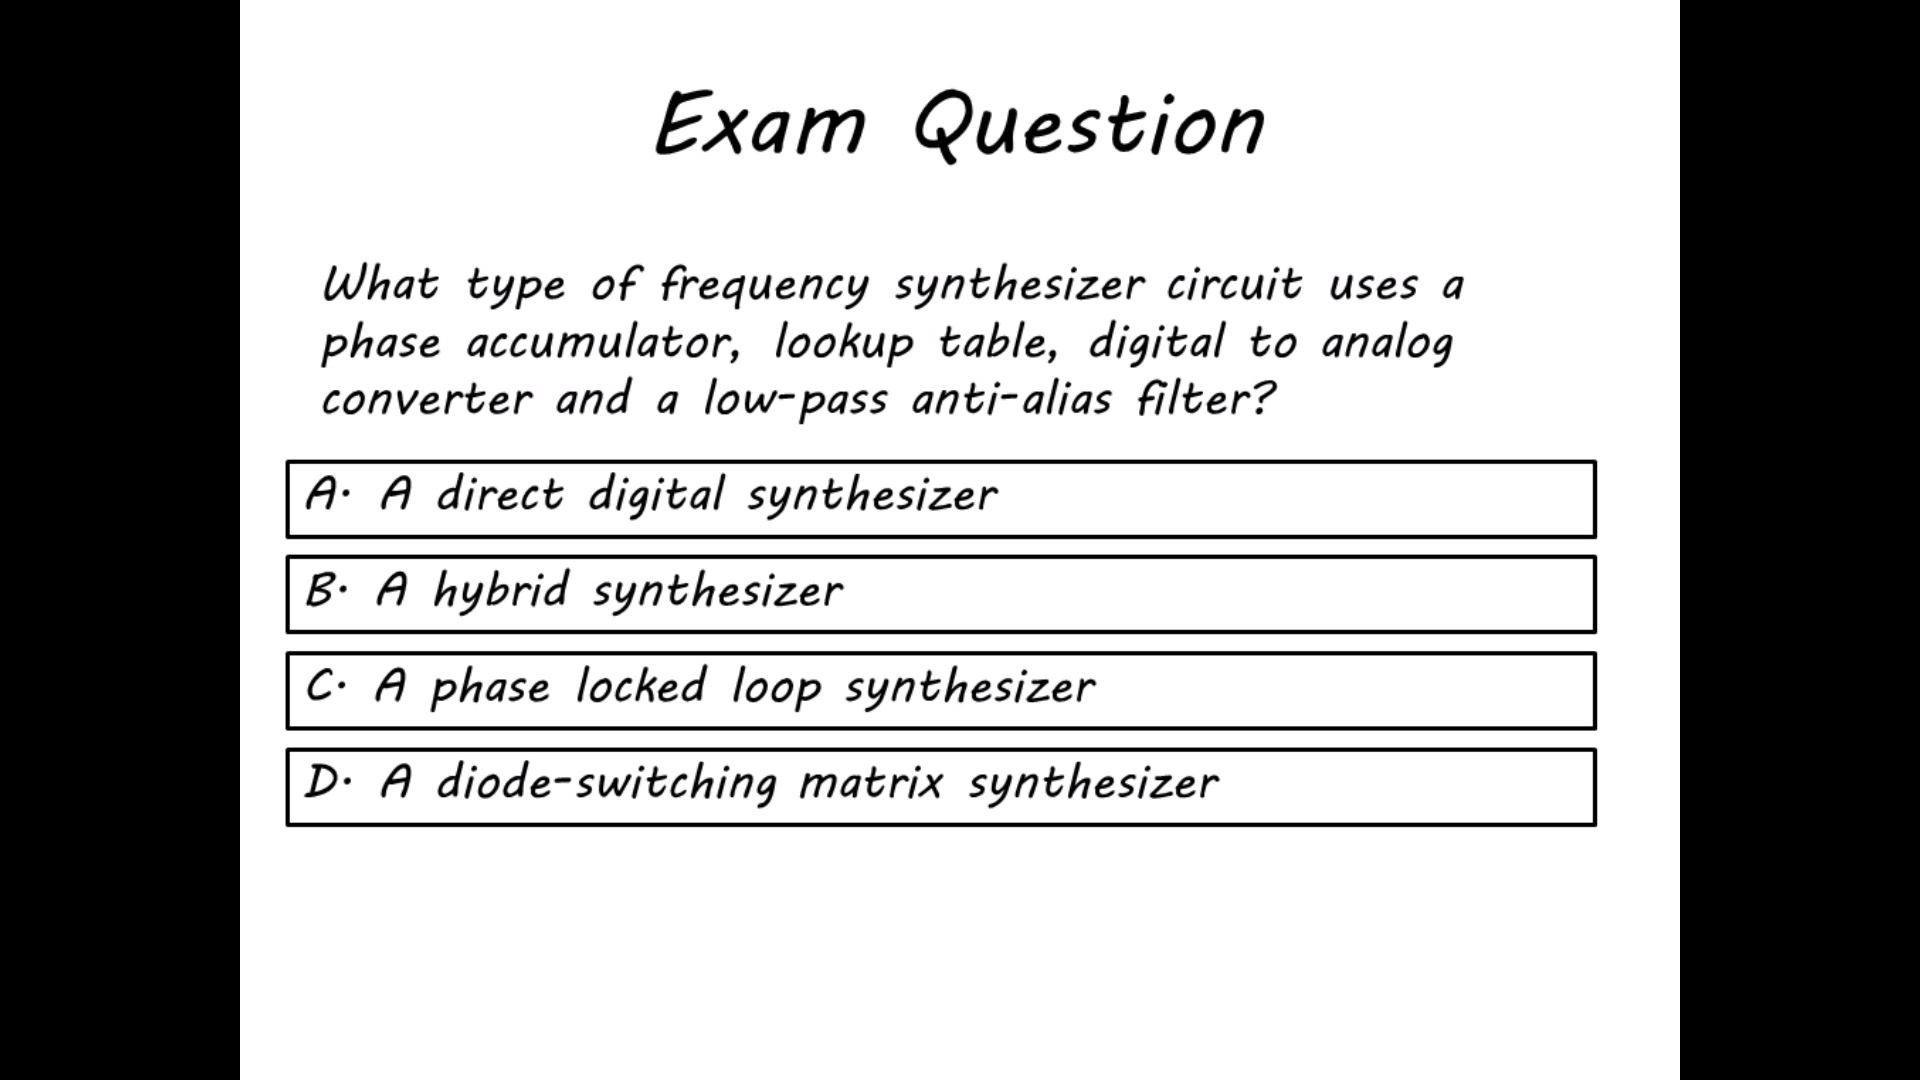 Exam Question
What type of frequency synthesizer circuit uses a
phase accumulator, lookup table, digital to analog
converter and a low-pass anti-alias filter?
A. A direct digital synthesizer
B. A hybrid synthesizer
C. A phase locked loop synthesizer
D. A diode-switching matrix synthesizer